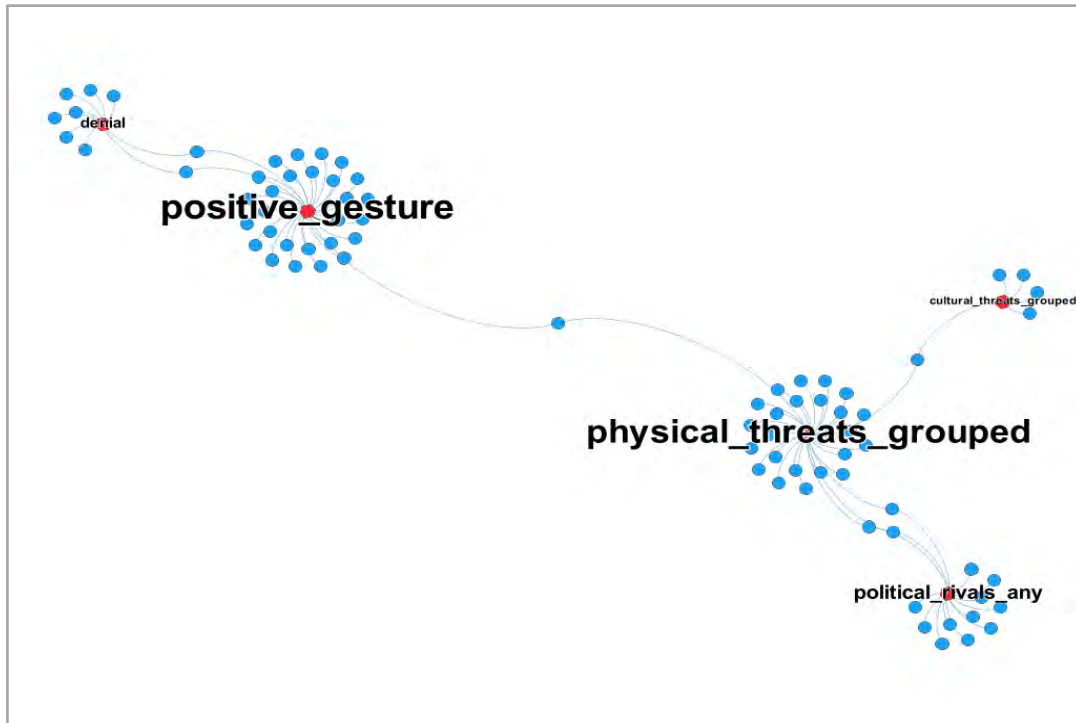 denial
positive_gesture
cultural_threats_grouped
physical_threats_grouped
political_rivals_any